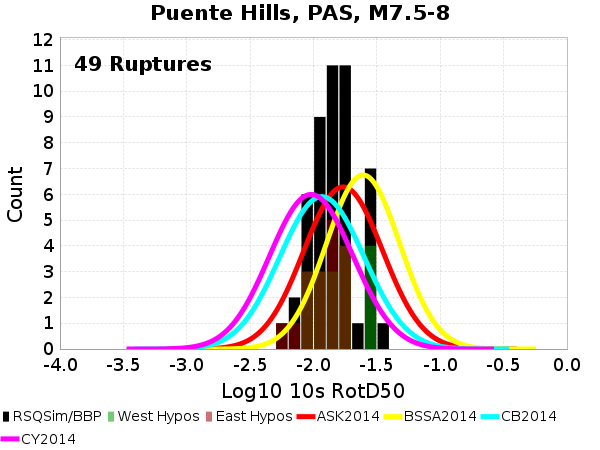 Puente Hills, PAS, M7.5-8
49 Ruptures
12
11
10
9
8
7
6
5
4
3
2
1
0
Count
-4.0 -3.5 -3.0 -2.5 -2.0 -1.5 -1.0 -0.5 0.0
Log10 10s RotD50
RSQSim/BBP West Hypos East Hypos ASK2014 BSSA2014 CB2014
CY2014